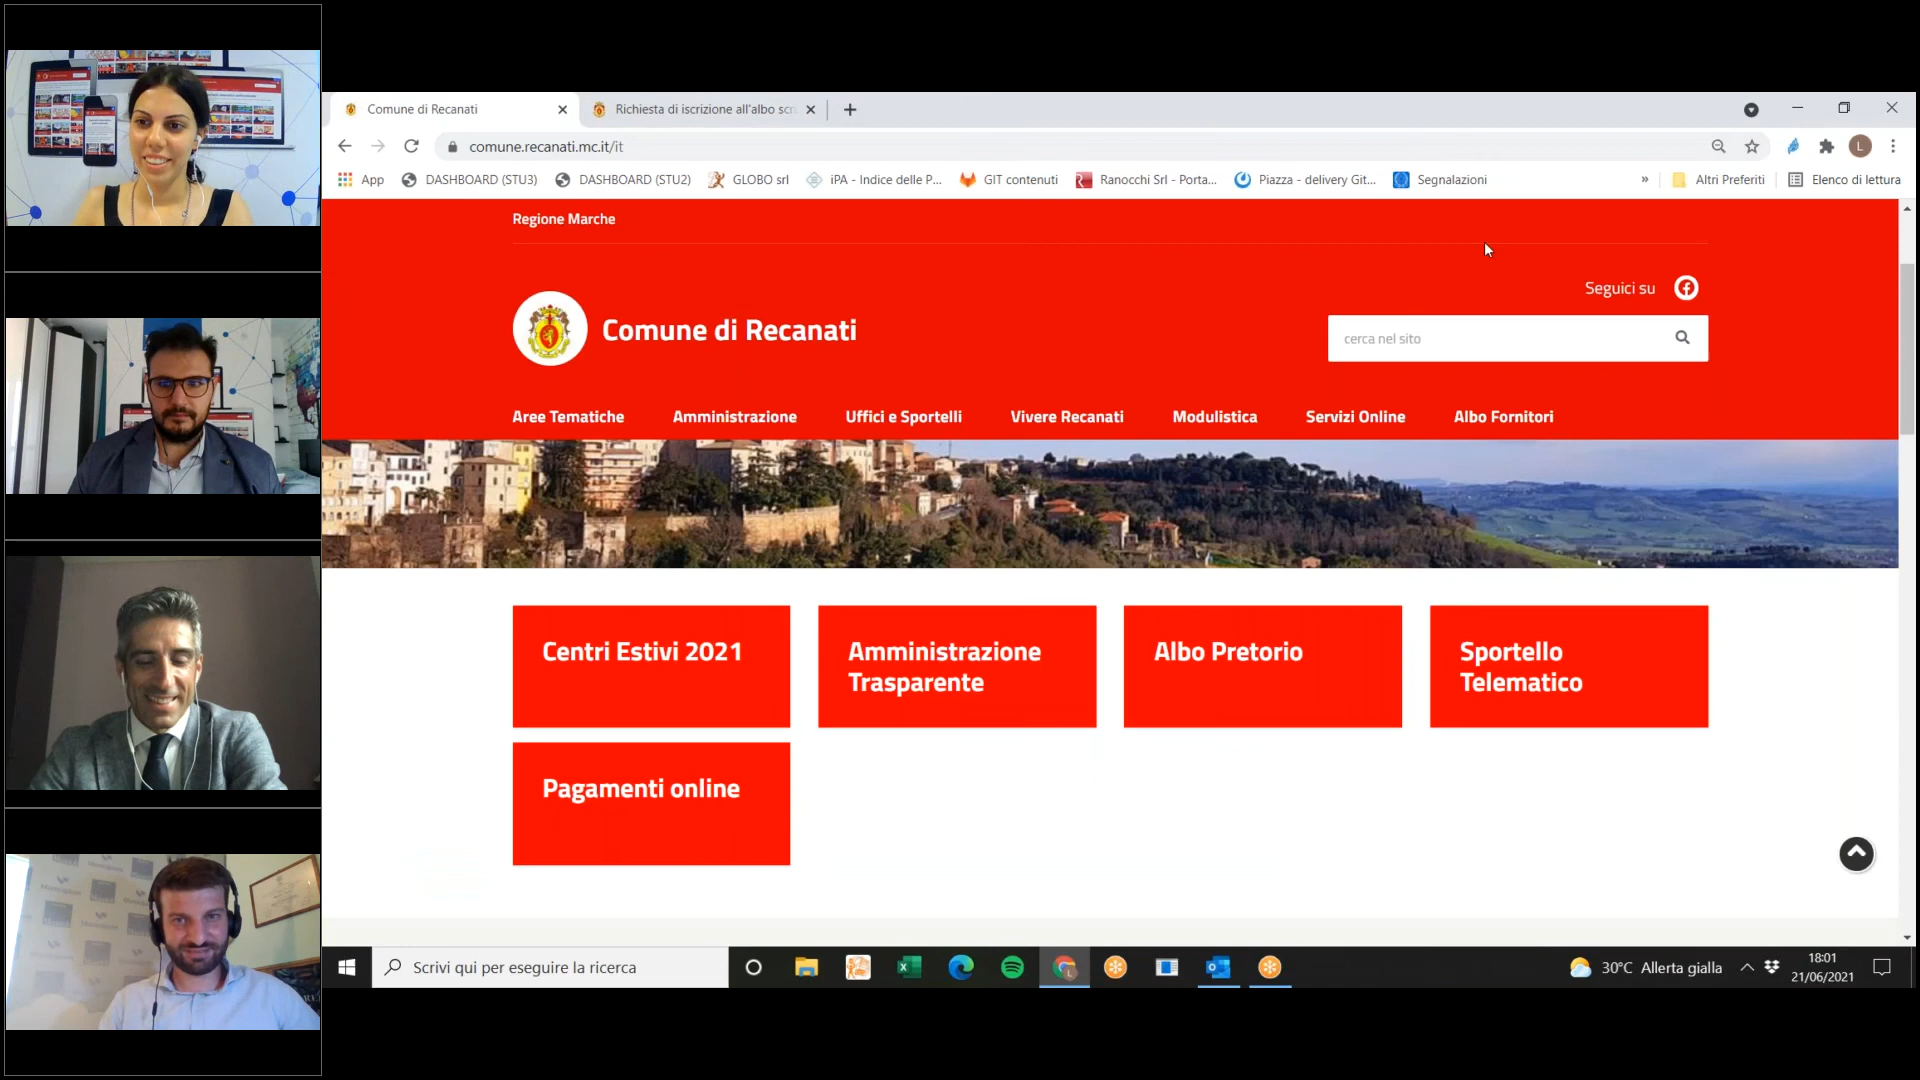 Comune di Recanati
Richiesta di iscrizione all'albo scr
comune.recanati.mc.it/it
L
App
DASHBOARD (STU3)
DASHBOARD (STU2)
GLOBO srl
iPA - Indice delle P...
GIT contenuti
Ranocchi Srl - Porta...
Piazza - delivery Git...
Segnalazioni
»
Altri Preferiti
Elenco di lettura
Regione Marche
Seguici su
Comune di Recanati
cerca nel sito
Aree Tematiche
Amministrazione
Uffici e Sportelli
Vivere Recanati
Modulistica
Servizi Online
Albo Fornitori
Centri Estivi 2021
Amministrazione
Trasparente
Albo Pretorio
Sportello
Telematico
Pagamenti online
Scrivi qui per eseguire la ricerca
30°C Allerta gialla
18:01
21/06/2021